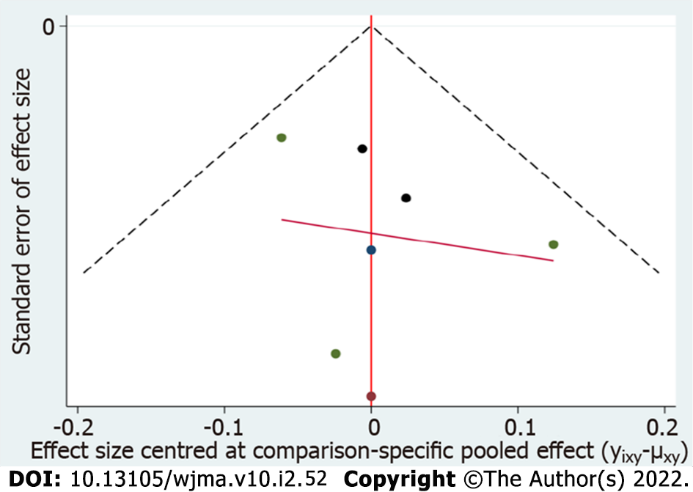 Standard error of effect size
0
-0.2 -0.1 0 0.1 0.2
Effect size centred at comparison-specific pooled effect (yixy-μxy)
DOI: 10.13105/wjma.v10.i2.52 Copyright ©The Author(s) 2022.